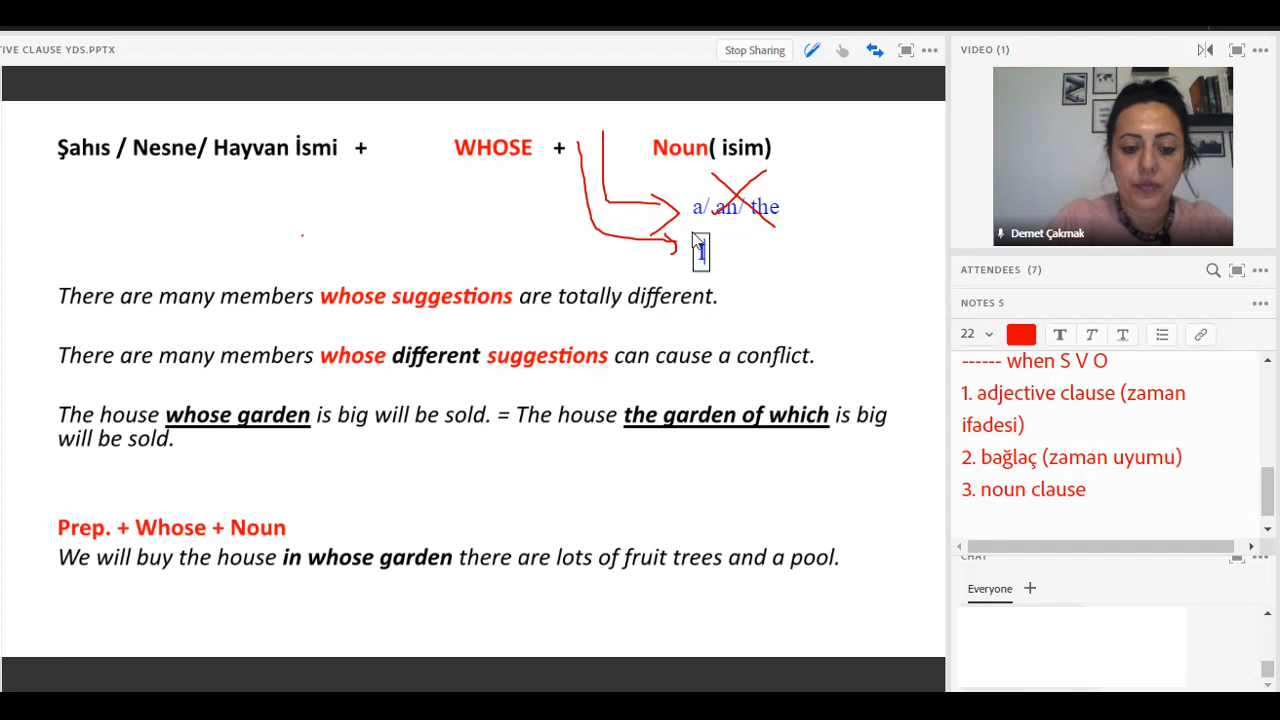 TIVE CLAUSE YDS.PPTX
Stop Sharing
VIDEO (1)
Şahıs / Nesne/ Hayvan İsmi + WHOSE + Noun( isim)
a/ an/ the
Demet Çakmak
ATTENDEES (7)
NOTES 5
22
There are many members whose suggestions are totally different.
There are many members whose different suggestions can cause a conflict.
The house whose garden is big will be sold. = The house the garden of which is big
will be sold.
Prep. + Whose + Noun
We will buy the house in whose garden there are lots of fruit trees and a pool.
------ when S V O
1. adjective clause (zaman
ifadesi)
2. bağlaç (zaman uyumu)
3. noun clause
CHAT
Everyone